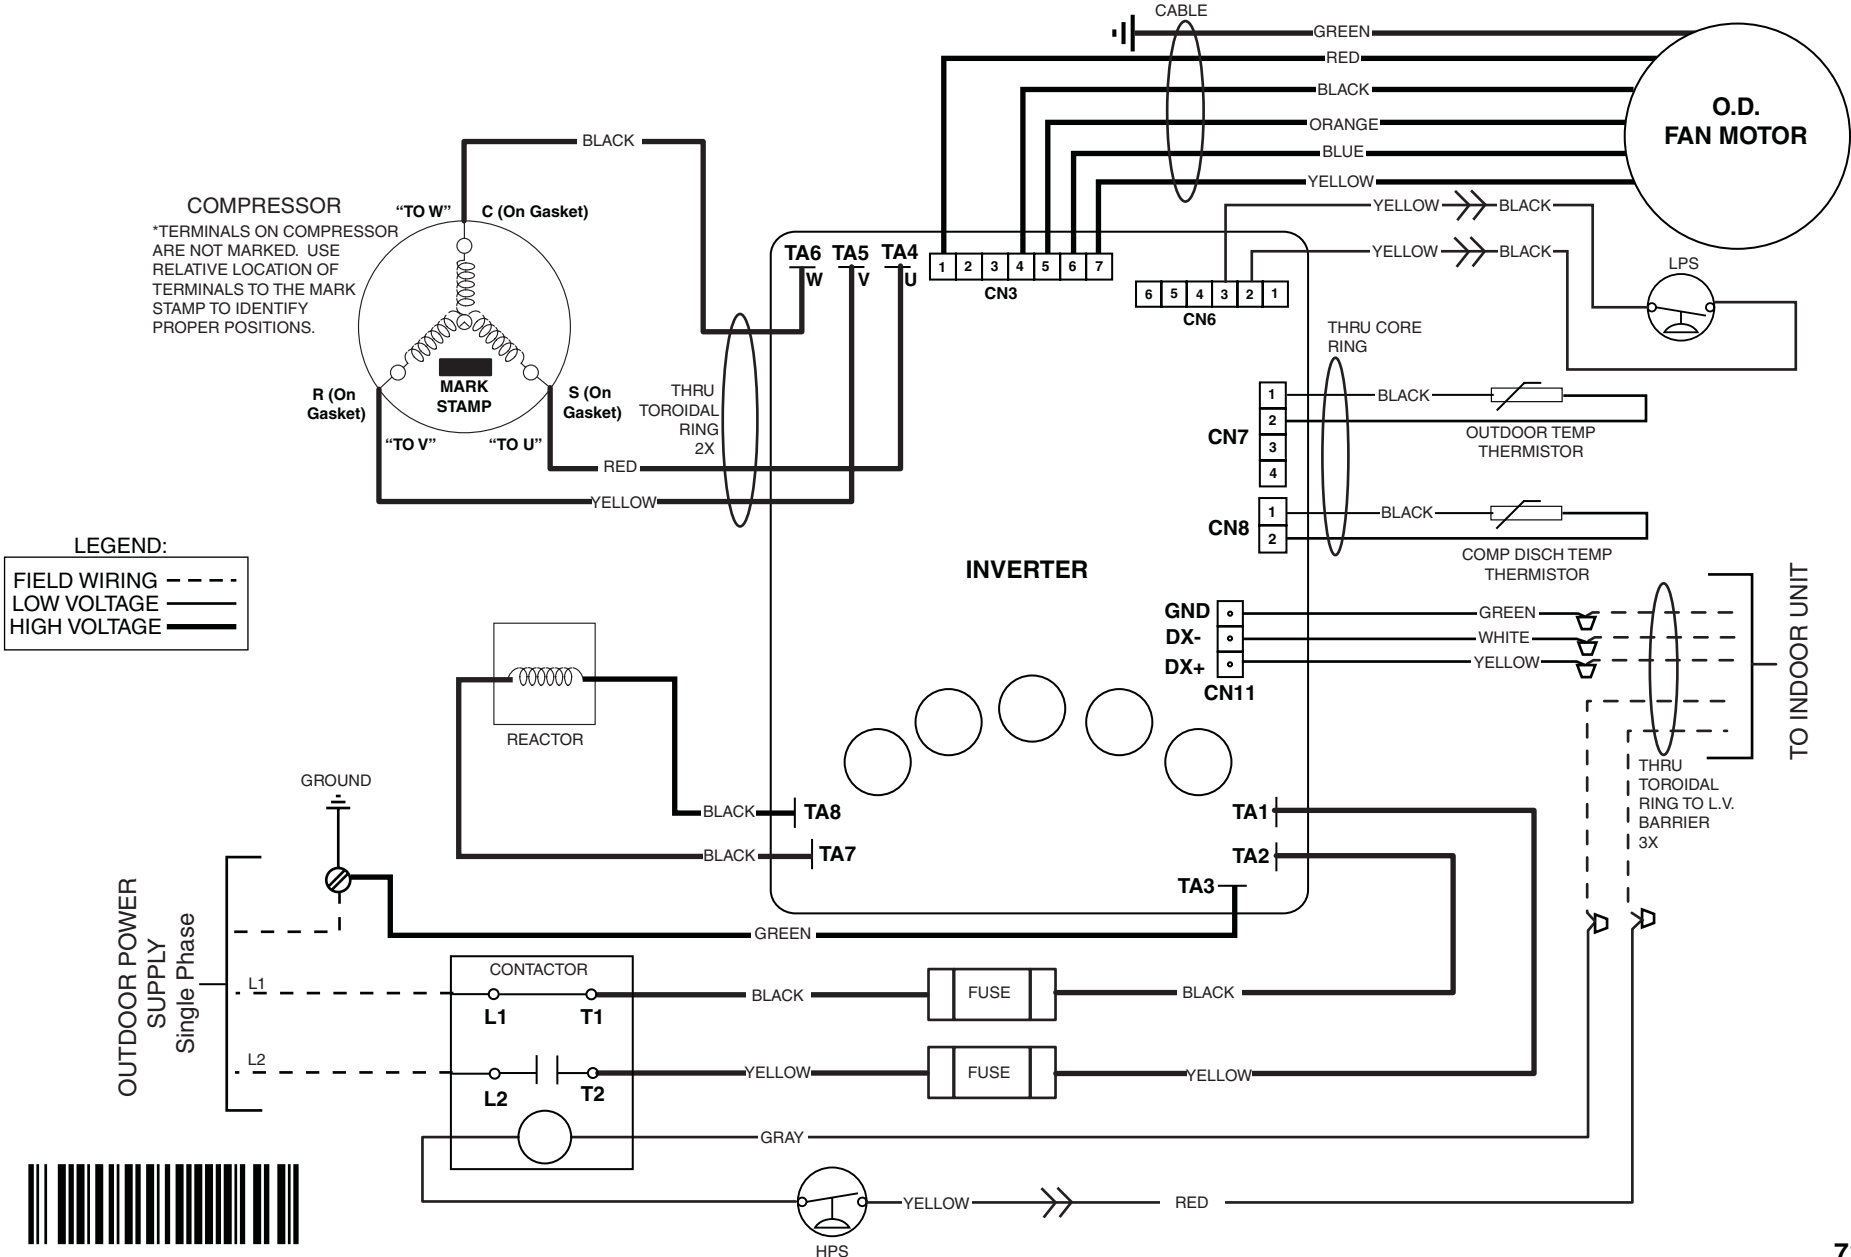 CABLE
GREEN
RED
BLACK
ORANGE
BLUE
YELLOW
O.D.
FAN MOTOR
BLACK
COMPRESSOR
*TERMINALS ON COMPRESSOR
ARE NOT MARKED. USE
RELATIVE LOCATION OF
TERMINALS TO THE MARK
STAMP TO IDENTIFY
PROPER POSITIONS.
“TO W”
C (On Gasket)
MARK
STAMP
R (On
Gasket)
S (On
Gasket)
“TO V”
“TO U”
RED
YELLOW
THRU
TOROIDAL
RING
2X
TA6
W
TA5
V
TA4
U
1 2 3 4 5 6 7
CN3
6 5 4 3 2 1
CN6
YELLOW
BLACK
YELLOW
BLACK
LPS
THRU CORE
RING
CN7
1
2
3
4
BLACK
OUTDOOR TEMP
THERMISTOR
CN8
1
2
BLACK
COMP DISCH TEMP
THERMISTOR
INVERTER
GND
DX-
DX+
CN11
GREEN
WHITE
YELLOW
TO INDOOR UNIT
THRU
TOROIDAL
RING TO L.V.
BARRIER
3X
LEGEND:
FIELD WIRING
LOW VOLTAGE
HIGH VOLTAGE
REACTOR
BLACK
TA8
BLACK
TA7
TA1
TA2
TA3
GROUND
GREEN
OUTDOOR POWER
SUPPLY
Single Phase
L1
L2
CONTACTOR
L1
T1
L2
T2
BLACK
FUSE
BLACK
YELLOW
FUSE
YELLOW
GRAY
HPS
YELLOW
RED
7